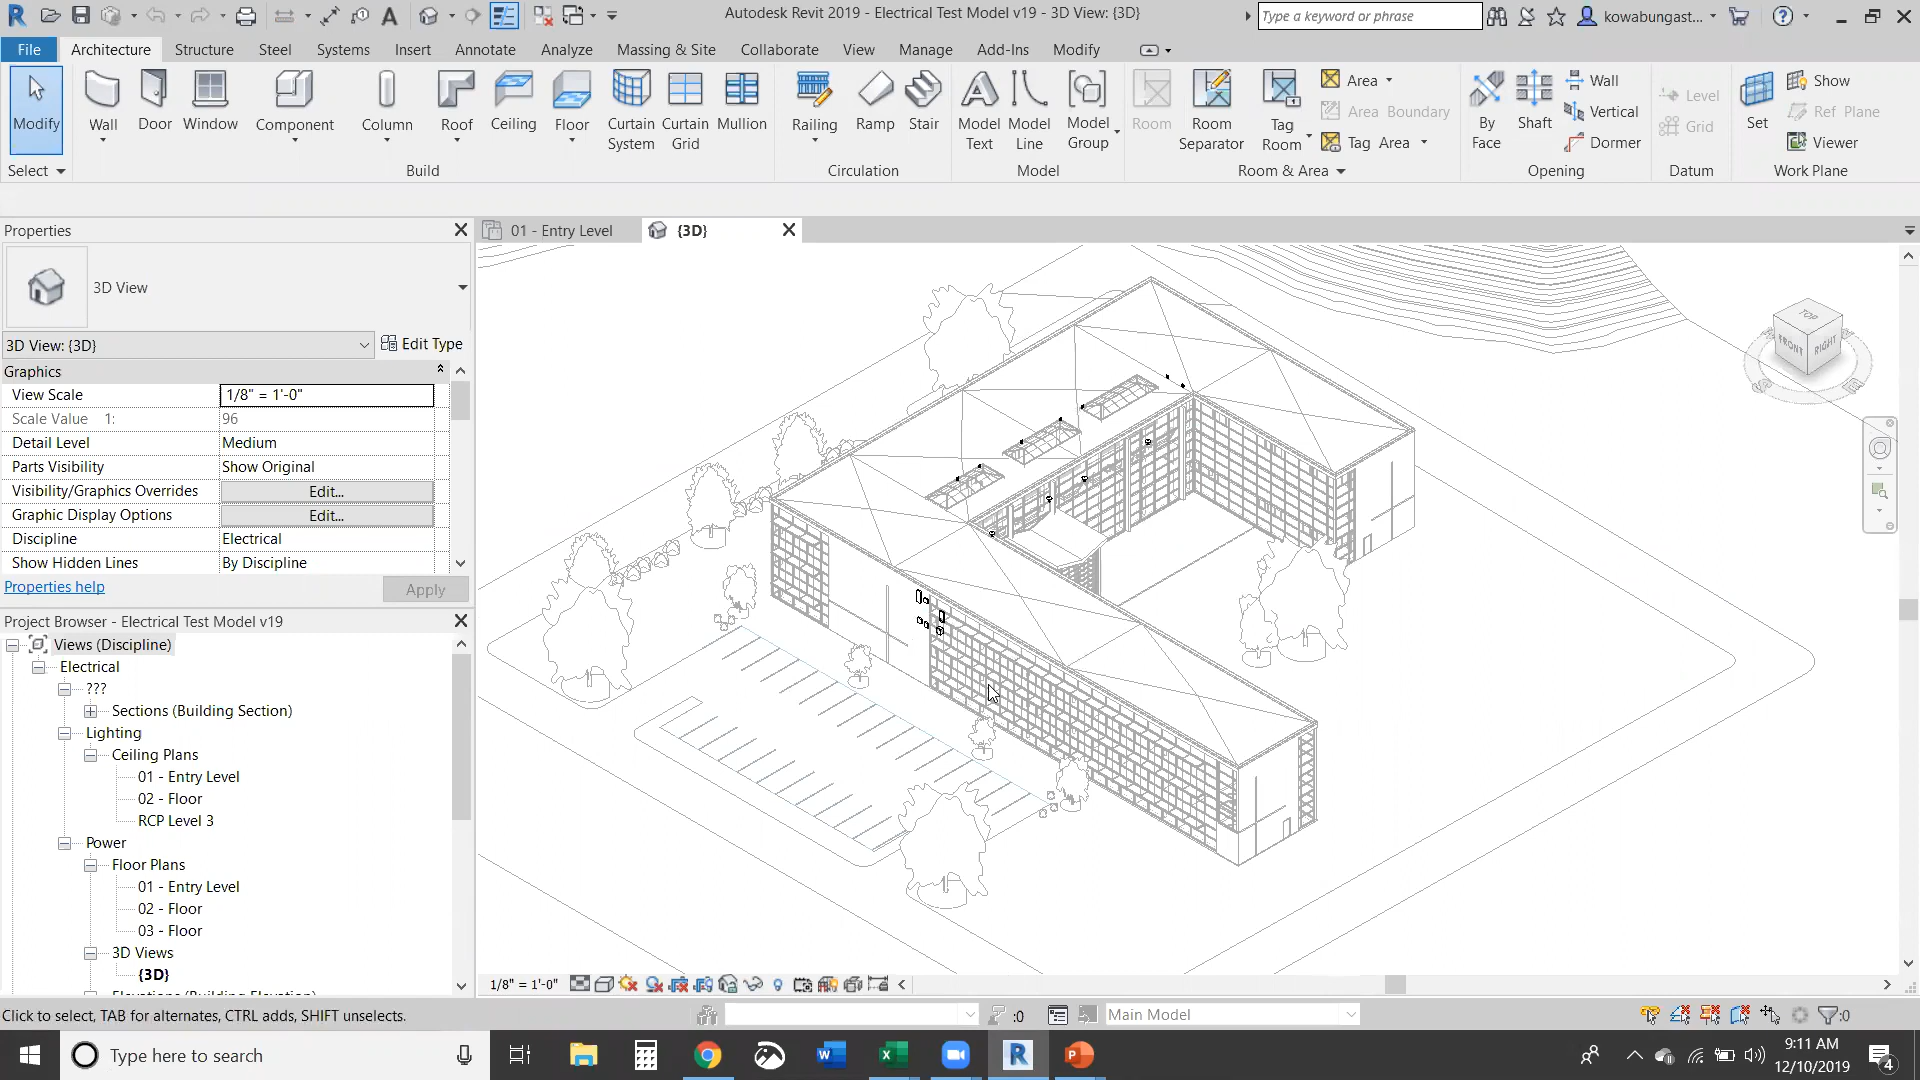 Autodesk Revit 2019 - Electrical Test Model v19 - 3D View: {3D}
Type a keyword or phrase
kowabungast...
File Architecture Structure Steel Systems Insert Annotate Analyze Massing & Site Collaborate View Manage Add-Ins Modify
Modify
Wall
Door
Window
Component
Column
Roof
Ceiling
Floor
Curtain System
Curtain Grid
Mullion
Railing
Ramp
Stair
Model Text
Model Line
Model Group
Room
Room Separator
Tag Room
Area
Area Boundary
Tag Area
By Face
Shaft
Wall
Vertical
Dormer
Level
Grid
Set
Show
Ref Plane
Viewer
Select Build Circulation Model Room & Area Opening Datum Work Plane
Properties
01 - Entry Level
{3D}
3D View
3D View: {3D}
Edit Type
Graphics
View Scale 1/8" = 1'-0"
Scale Value 1: 96
Detail Level Medium
Parts Visibility Show Original
Visibility/Graphics Overrides Edit...
Graphic Display Options Edit...
Discipline Electrical
Show Hidden Lines By Discipline
Properties help
Apply
TOP
FRONT
RIGHT
Project Browser - Electrical Test Model v19
Views (Discipline)
Electrical
???
Sections (Building Section)
Lighting
Ceiling Plans
01 - Entry Level
02 - Floor
RCP Level 3
Power
Floor Plans
01 - Entry Level
02 - Floor
03 - Floor
3D Views
{3D}
Elevations (Building Elevation)
1/8" = 1'-0"
Click to select, TAB for alternates, CTRL adds, SHIFT unselects.
:0
Main Model
:0
Type here to search
9:11 AM
12/10/2019
4